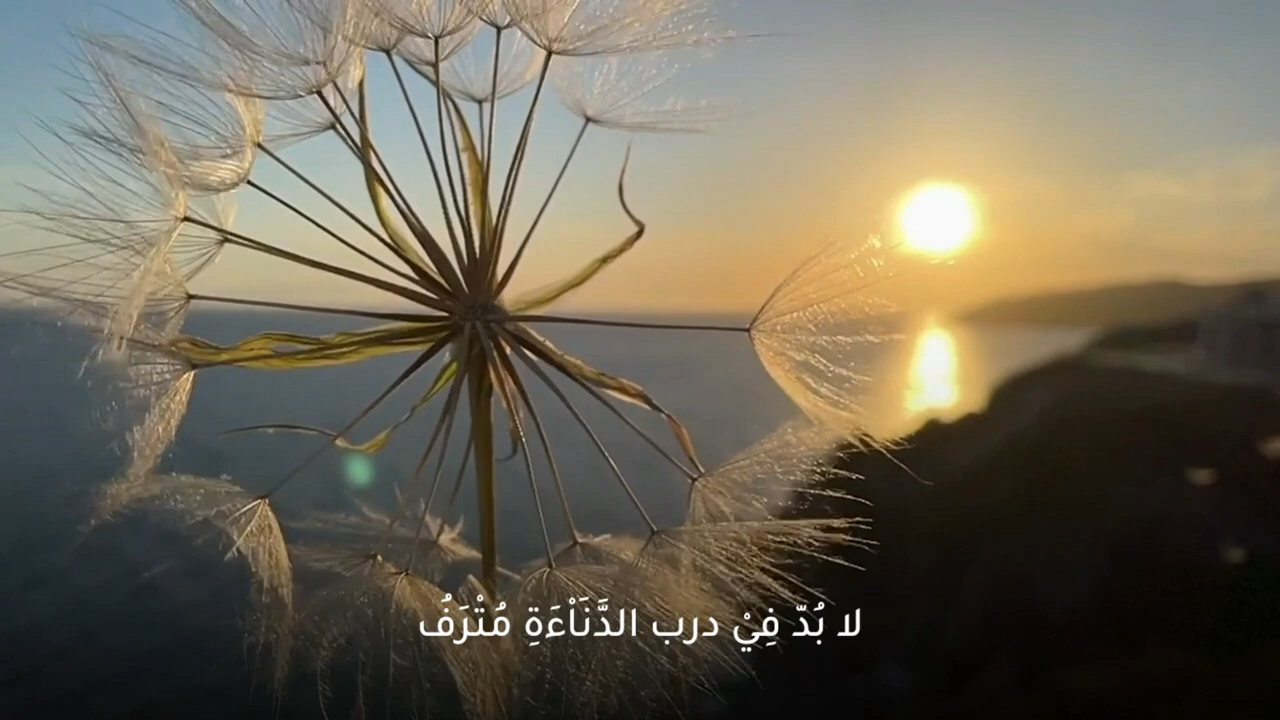 لا بُدّ فِيْ درب الدَّنَاْءَةِ مُتْرَفُ